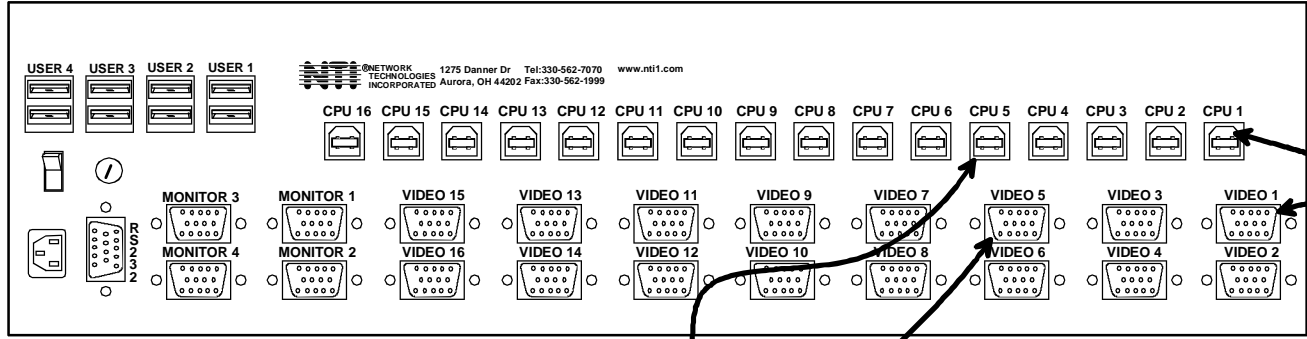 USER 4 USER 3 USER 2 USER 1
NTI®
NETWORK
TECHNOLOGIES
INCORPORATED
1275 Danner Dr Tel:330-562-7070 www.nti1.com
Aurora, OH 44202 Fax:330-562-1999
CPU 16 CPU 15 CPU 14 CPU 13 CPU 12 CPU 11 CPU 10 CPU 9 CPU 8 CPU 7 CPU 6 CPU 5 CPU 4 CPU 3 CPU 2 CPU 1
RS232
MONITOR 3 MONITOR 1 VIDEO 15 VIDEO 13 VIDEO 11 VIDEO 9 VIDEO 7 VIDEO 5 VIDEO 3 VIDEO 1
MONITOR 4 MONITOR 2 VIDEO 16 VIDEO 14 VIDEO 12 VIDEO 10 VIDEO 8 VIDEO 6 VIDEO 4 VIDEO 2